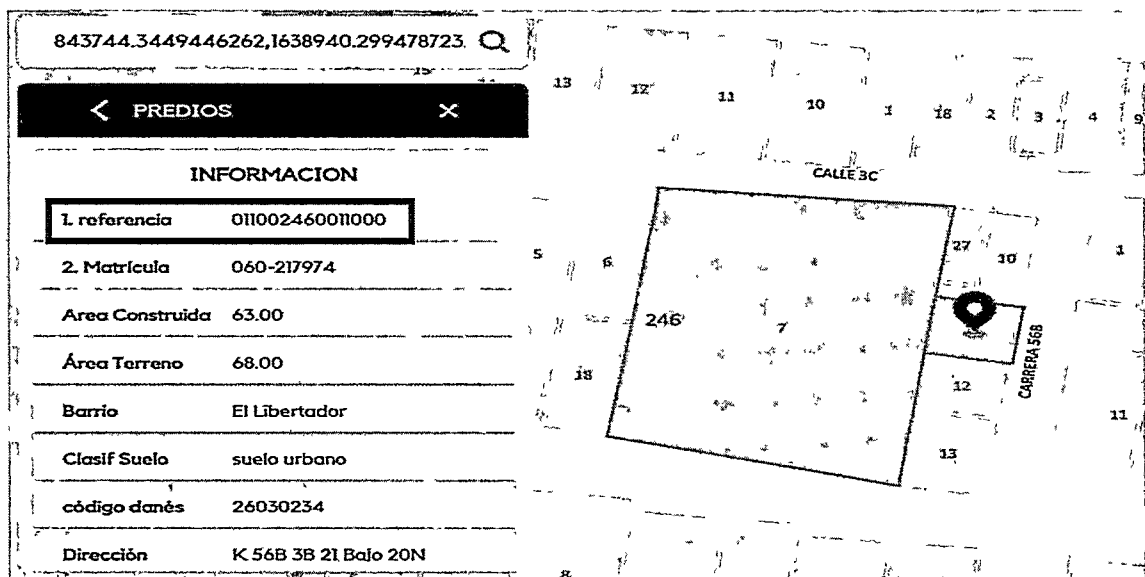 843744.3449446262,1638940.299478723.
PREDIOS
INFORMACION
1. referencia 011002460011000
2. Matrícula 060-217974
Area Construida 63.00
Área Terreno 68.00
Barrio El Libertador
Clasif Suelo suelo urbano
código danés 26030234
Dirección K 56B 3B 21 Bajo 20N
15
13 12 11 10 1 18 2 3 4 9
CALLE 3C
5 6 27 10 1
246 7
18 12 11
CARRERA 56B
13
8